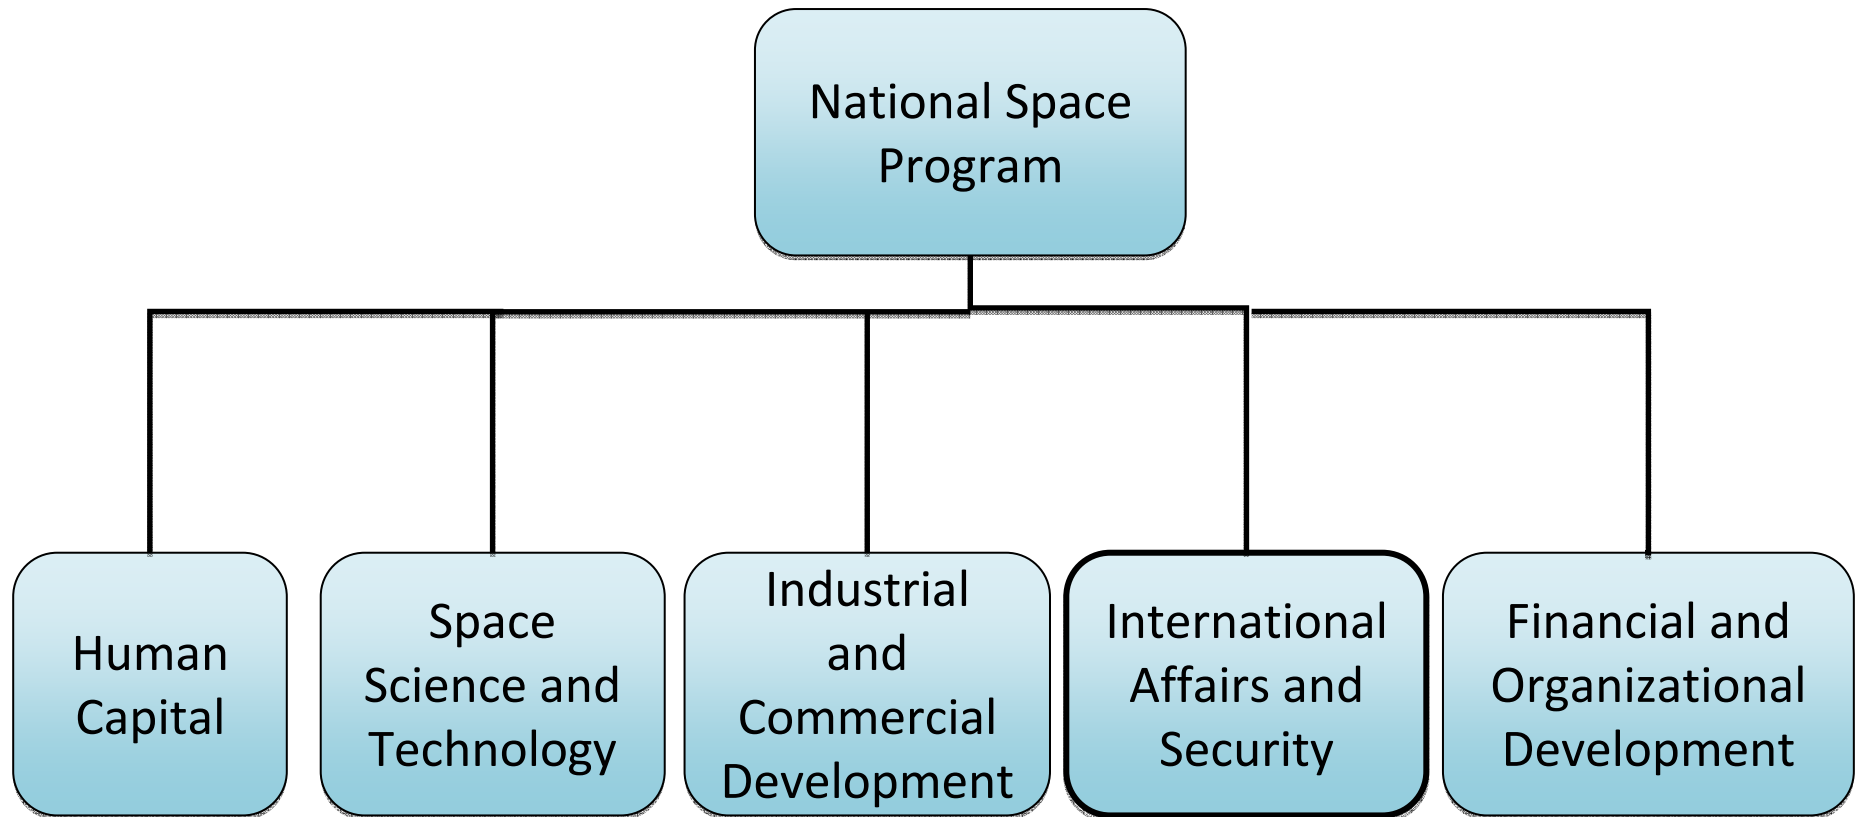 National Space
Program
Human
Capital
Space
Science and
Technology
Industrial
and
Commercial
Development
International
Affairs and
Security
Financial and
Organizational
Development